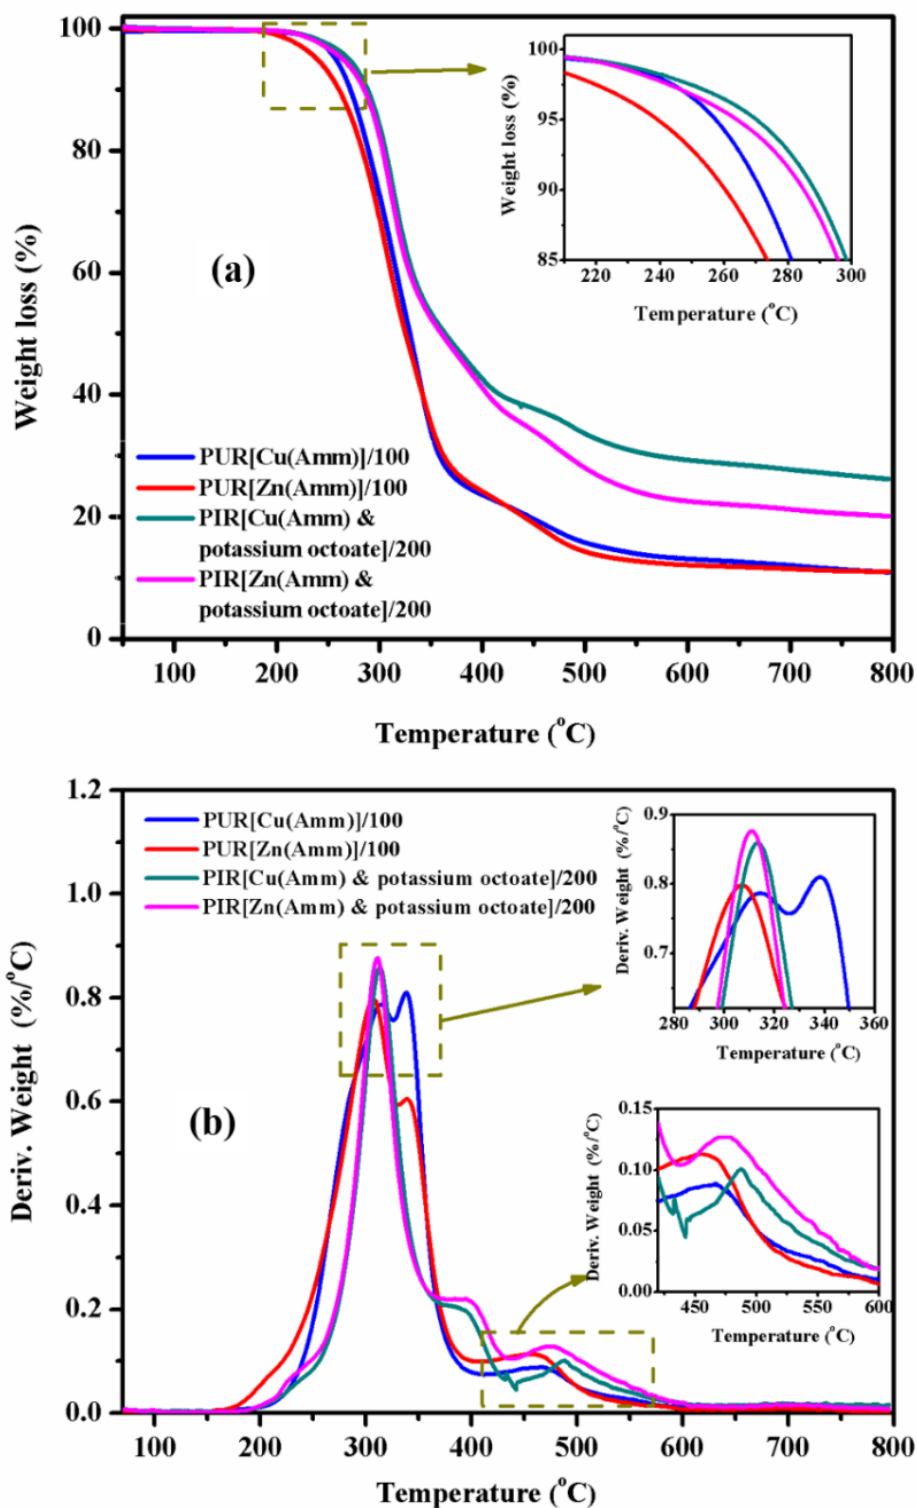 100
80
60
40
20
0
Weight loss (%)
(a)
PUR[Cu(Amm)]/100
PUR[Zn(Amm)]/100
PIR[Cu(Amm) &
potassium octoate]/200
PIR[Zn(Amm) &
potassium octoate]/200
100
95
90
85
Weight loss (%)
220 240 260 280 300
Temperature (°C)
100 200 300 400 500 600 700 800
Temperature (°C)
1.2
1.0
0.8
0.6
0.4
0.2
0.0
Deriv. Weight (%/°C)
PUR[Cu(Amm)]/100
PUR[Zn(Amm)]/100
PIR[Cu(Amm) & potassium octoate]/200
PIR[Zn(Amm) & potassium octoate]/200
(b)
0.9
0.8
0.7
Deriv. Weight (%/°C)
280 300 320 340 360
Temperature (°C)
0.15
0.10
0.05
0.00
Deriv. Weight (%/°C)
450 500 550 600
Temperature (°C)
100 200 300 400 500 600 700 800
Temperature (°C)